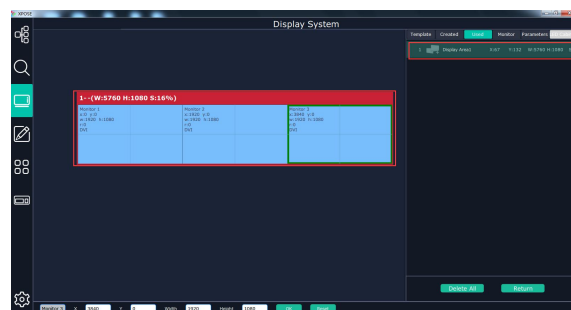 XPOSE
Display System
Template Created Used Monitor Parameters
1 Display Area1 X:67 Y:132 W:5760 H:1080
1--(W:5760 H:1080 S:16%)
Monitor 1
x:0 y:0
w:1920 h:1080
r:0
DVI
Monitor 2
x:1920 y:0
w:1920 h:1080
r:0
DVI
Monitor 3
x:3840 y:0
w:1920 h:1080
r:0
DVI
Delete All Return
Monitor 3 X 3840 Y 0 Width 1920 Height 1080 OK Reset